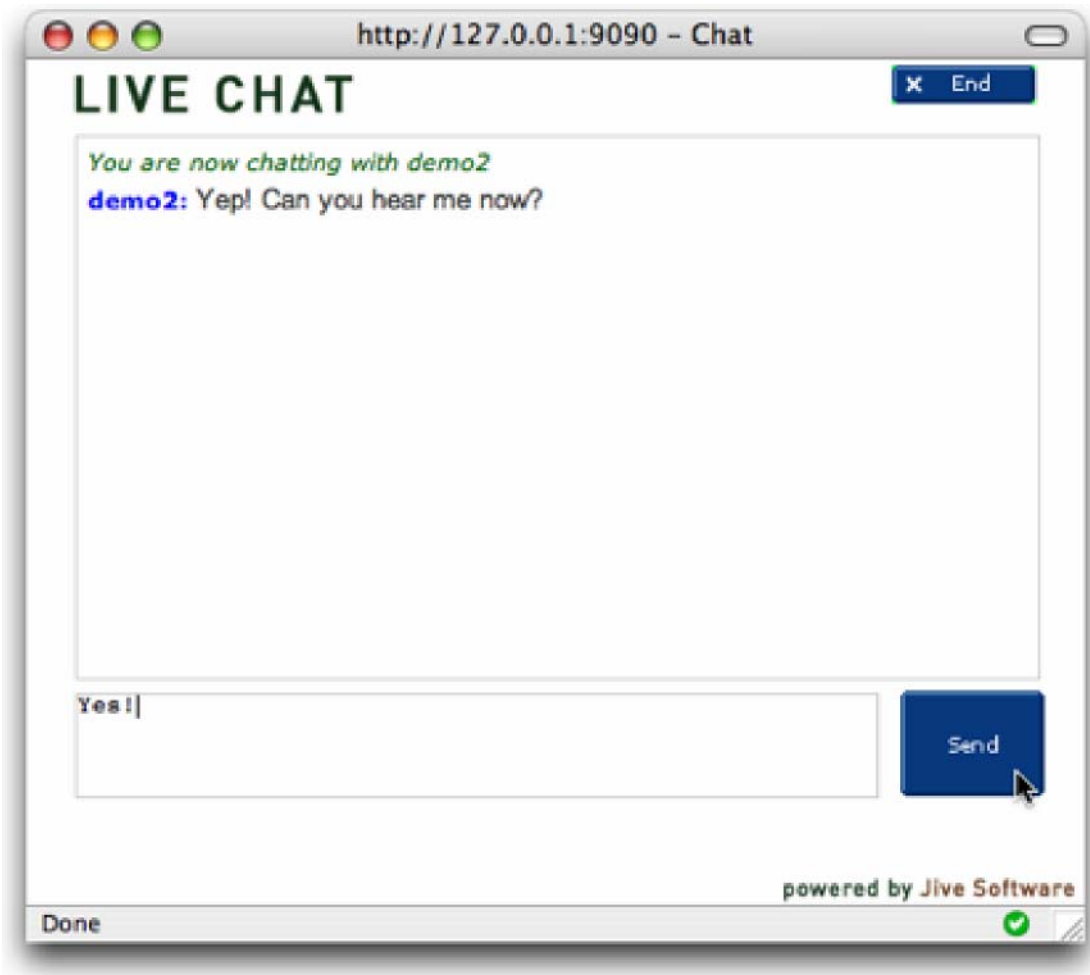 http://127.0.0.1:9090 – Chat
LIVE CHAT
x End
You are now chatting with demo2
demo2: Yep! Can you hear me now?
Yes!
Send
powered by Jive Software
Done